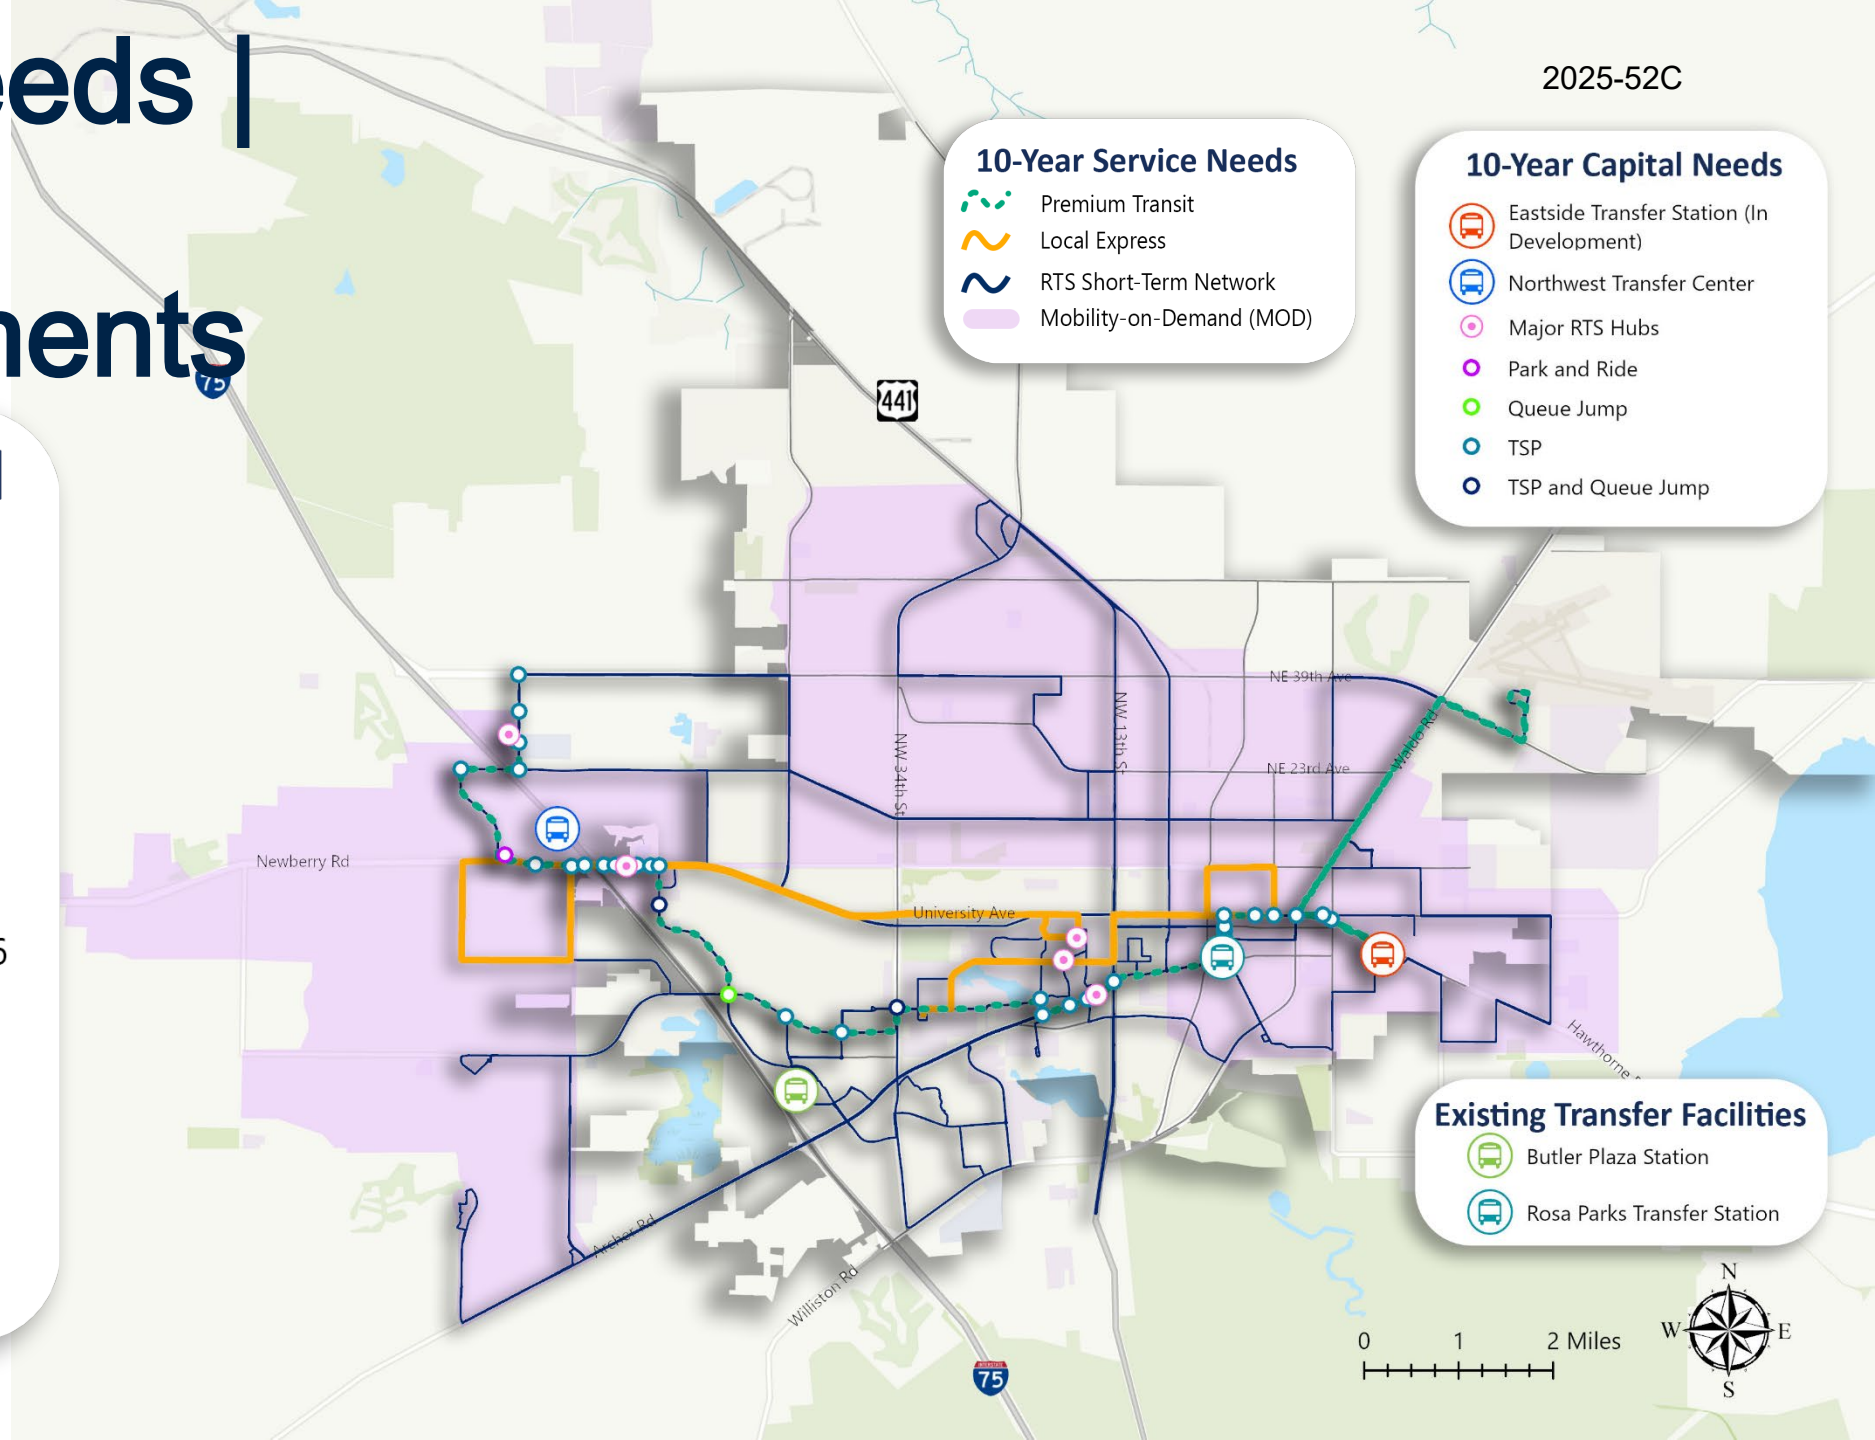 eeds |
ments
2025-52C
10-Year Service Needs
Premium Transit
Local Express
RTS Short-Term Network
Mobility-on-Demand (MOD)
10-Year Capital Needs
Eastside Transfer Station (In
Development)
Northwest Transfer Center
Major RTS Hubs
Park and Ride
Queue Jump
TSP
TSP and Queue Jump
75
441
NE 39th Ave
NW 13th St
Waldo Rd
NW 34th St
NE 23rd Ave
Newberry Rd
University Ave
Hawthorne
Archer Rd
Williston Rd
Existing Transfer Facilities
Butler Plaza Station
Rosa Parks Transfer Station
INTERSTATE
75
0 1 2 Miles
N
W E
S